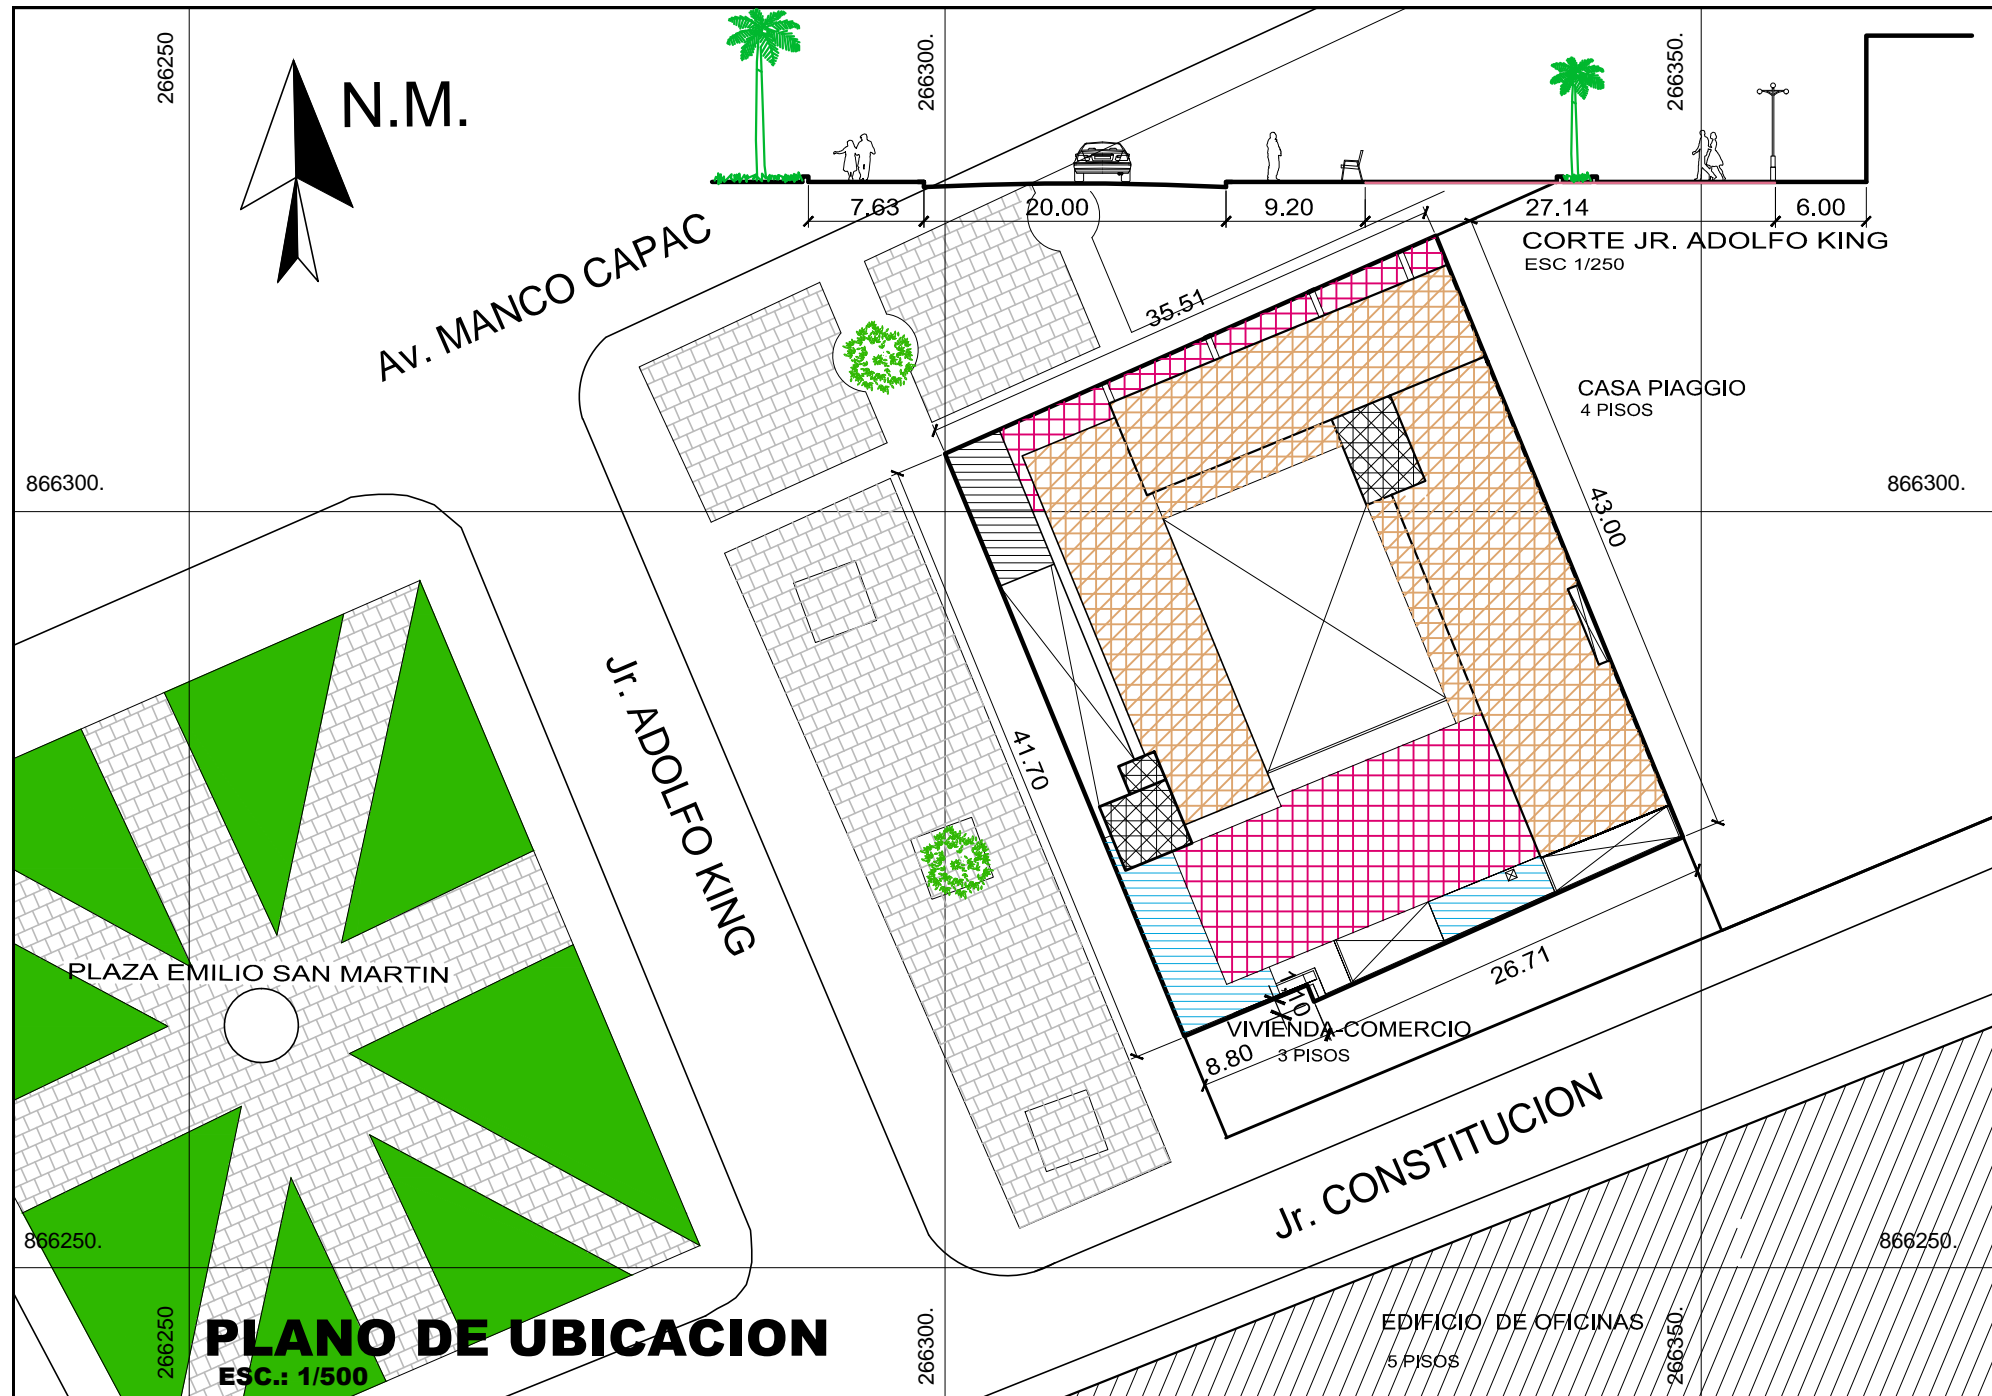 266250
266300.
266350.
N.M.
7.63
20.00
9.20
27.14
6.00
CORTE JR. ADOLFO KING
ESC 1/250
Av. MANCO CAPAC
35.51
CASA PIAGGIO
4 PISOS
866300.
866300.
43.00
Jr. ADOLFO KING
41.70
PLAZA EMILIO SAN MARTIN
26.71
1.10
VIVIENDA-COMERCIO
3 PISOS
8.80
Jr. CONSTITUCION
866250.
866250.
266250
266300.
266350.
PLANO DE UBICACION
ESC.: 1/500
EDIFICIO DE OFICINAS
5 PISOS